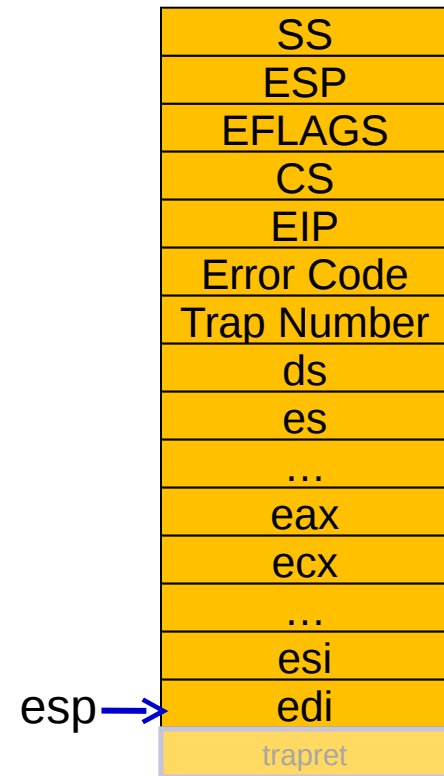 SS
ESP
EFLAGS
CS
EIP
Error Code
Trap Number
ds
es
…
eax
ecx
…
esi
esp edi
trapret